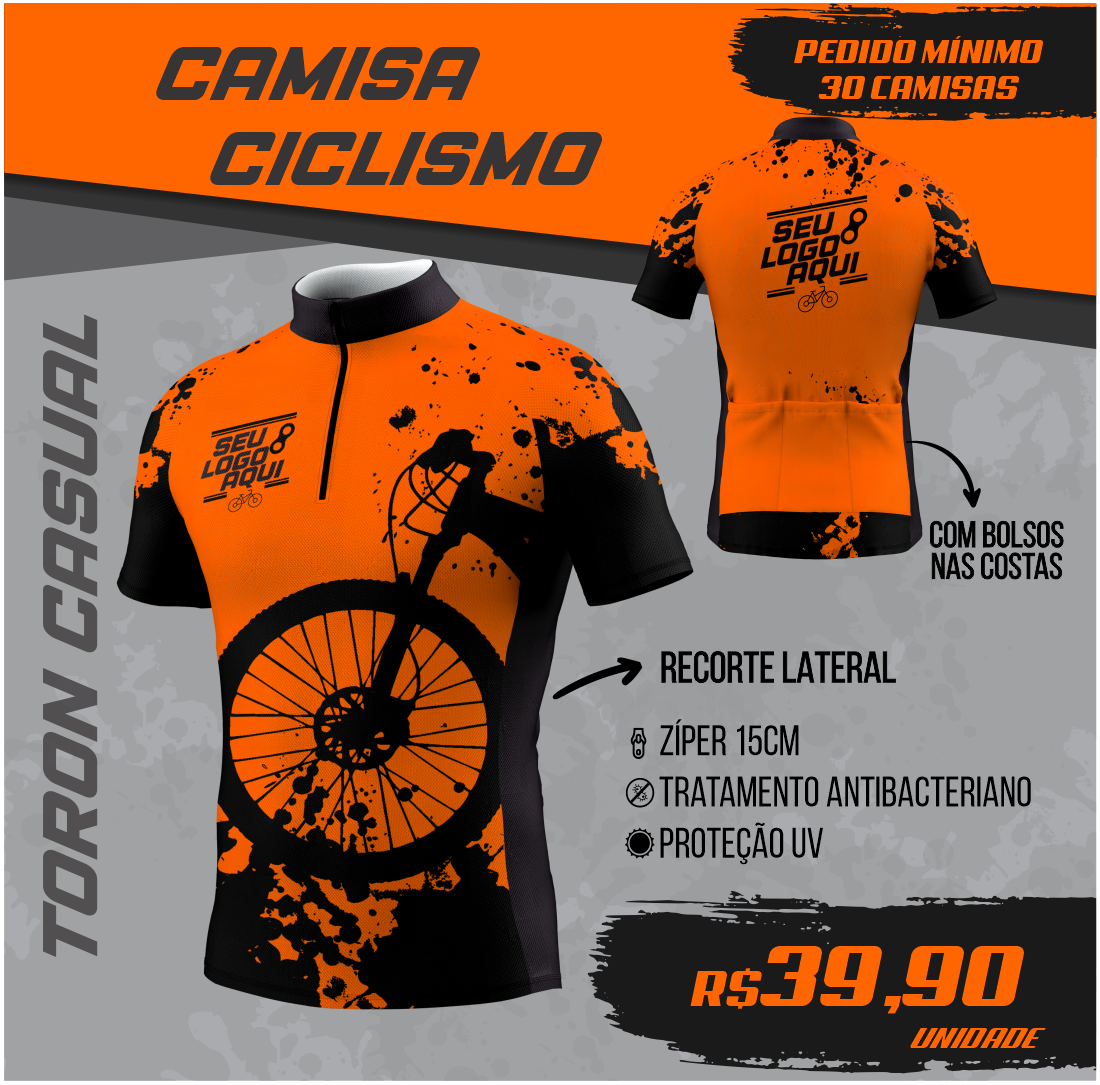 CAMISA
CICLISMO
PEDIDO MÍNIMO
30 CAMISAS
SEU
LOGO
AQUI
TORON CASUAL
SEU
LOGO
AQUI
COM BOLSOS
NAS COSTAS
RECORTE LATERAL
ZÍPER 15CM
TRATAMENTO ANTIBACTERIANO
PROTEÇÃO UV
R$39,90
UNIDADE